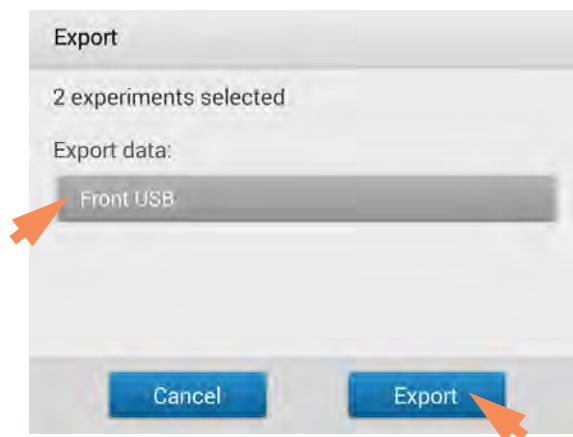 Export
2 experiments selected
Export data:
Front USB
Cancel
Export